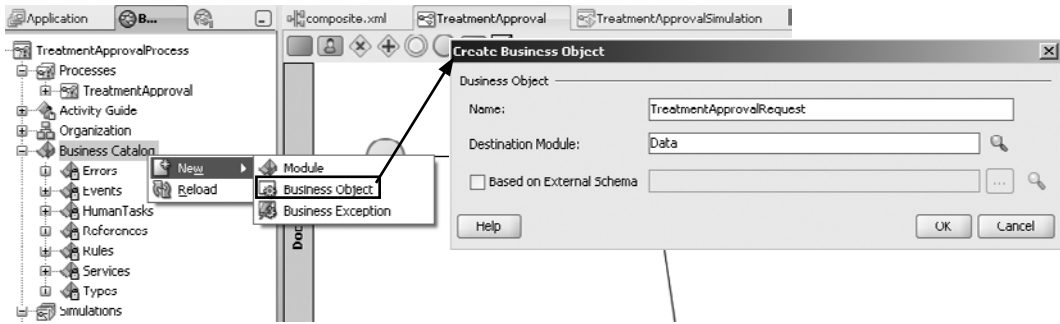 Application
B...
composite.xml
TreatmentApproval
TreatmentApprovalSimulation
TreatmentApprovalProcess
Processes
TreatmentApproval
Activity Guide
Organization
Business Catalog
Errors
Events
HumanTasks
References
Rules
Services
Types
Simulations
New
Reload
Module
Business Object
Business Exception
Doc
Create Business Object
Business Object
Name:
TreatmentApprovalRequest
Destination Module:
Data
Based on External Schema
...
Help
OK
Cancel